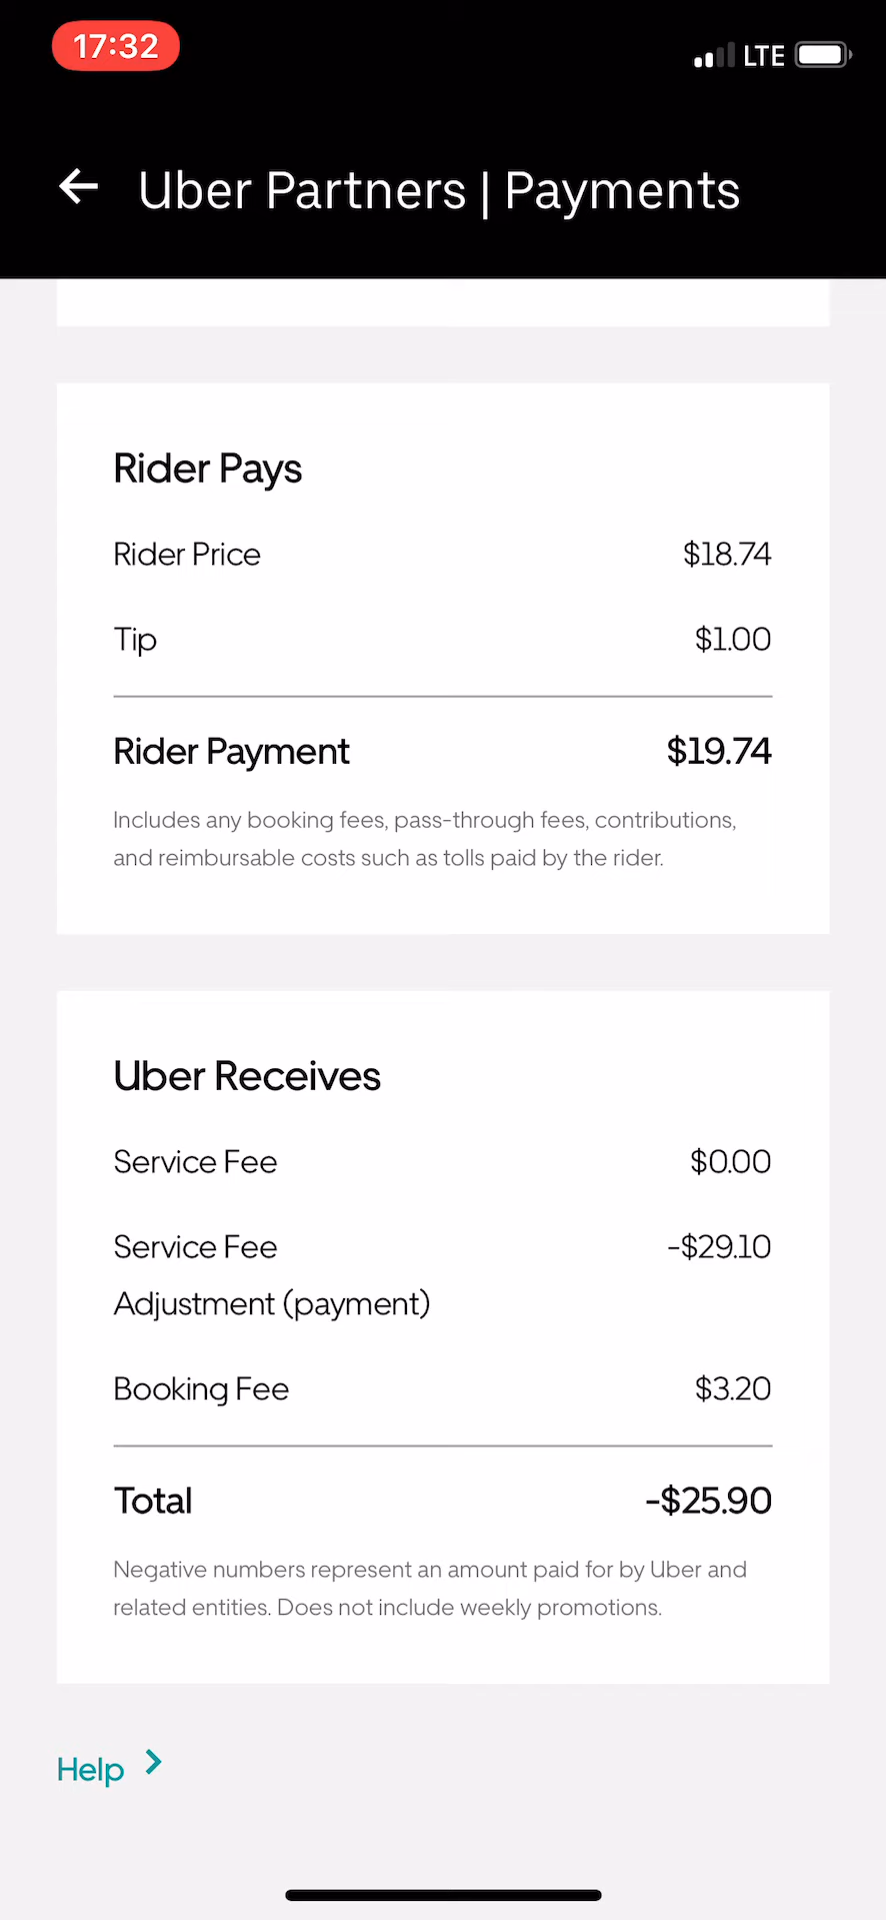 17:32
LTE
Uber Partners | Payments
Rider Pays
Rider Price $18.74
Tip $1.00
Rider Payment $19.74
Includes any booking fees, pass-through fees, contributions,
and reimbursable costs such as tolls paid by the rider.
Uber Receives
Service Fee $0.00
Service Fee -$29.10
Adjustment (payment)
Booking Fee $3.20
Total -$25.90
Negative numbers represent an amount paid for by Uber and
related entities. Does not include weekly promotions.
Help